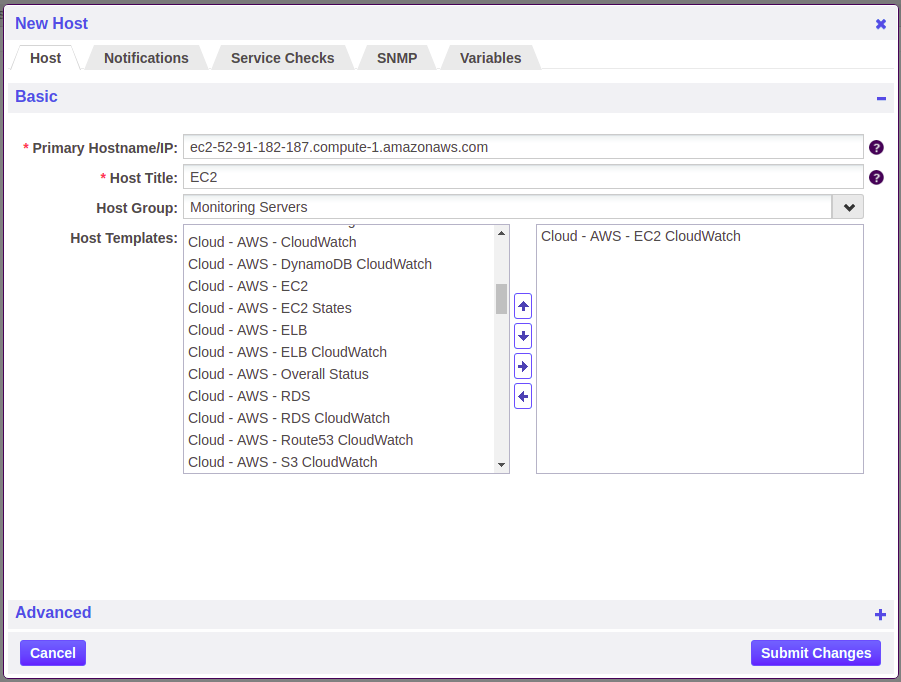 New Host
Host Notifications Service Checks SNMP Variables
Basic
* Primary Hostname/IP: ec2-52-91-182-187.compute-1.amazonaws.com ?
* Host Title: EC2 ?
Host Group: Monitoring Servers
Host Templates:
Cloud - AWS - CloudWatch
Cloud - AWS - DynamoDB CloudWatch
Cloud - AWS - EC2
Cloud - AWS - EC2 States
Cloud - AWS - ELB
Cloud - AWS - ELB CloudWatch
Cloud - AWS - Overall Status
Cloud - AWS - RDS
Cloud - AWS - RDS CloudWatch
Cloud - AWS - Route53 CloudWatch
Cloud - AWS - S3 CloudWatch
Cloud - AWS - EC2 CloudWatch
Advanced
Cancel Submit Changes